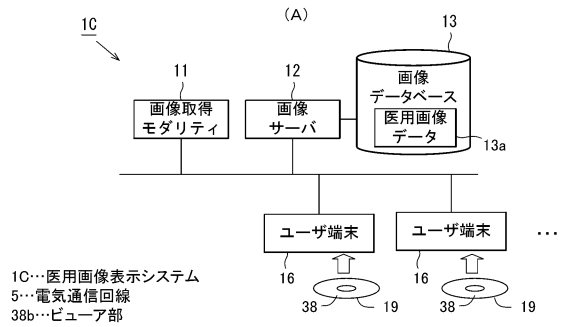 (A)
1C
11
12
13
画像取得
モダリティ
画像
サーバ
画像
データベース
医用画像
データ
13a
ユーザ端末
ユーザ端末
…
16
16
38
19
38
19
1C…医用画像表示システム
5…電気通信回線
38b…ビューア部